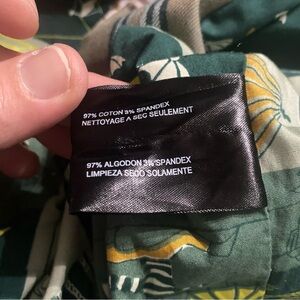 97% COTON 3% SPANDEX
NETTOYAGE A SEC SEULEMENT
97% ALGODON 3% SPANDEX
LIMPIEZA SECO SOLAMENTE